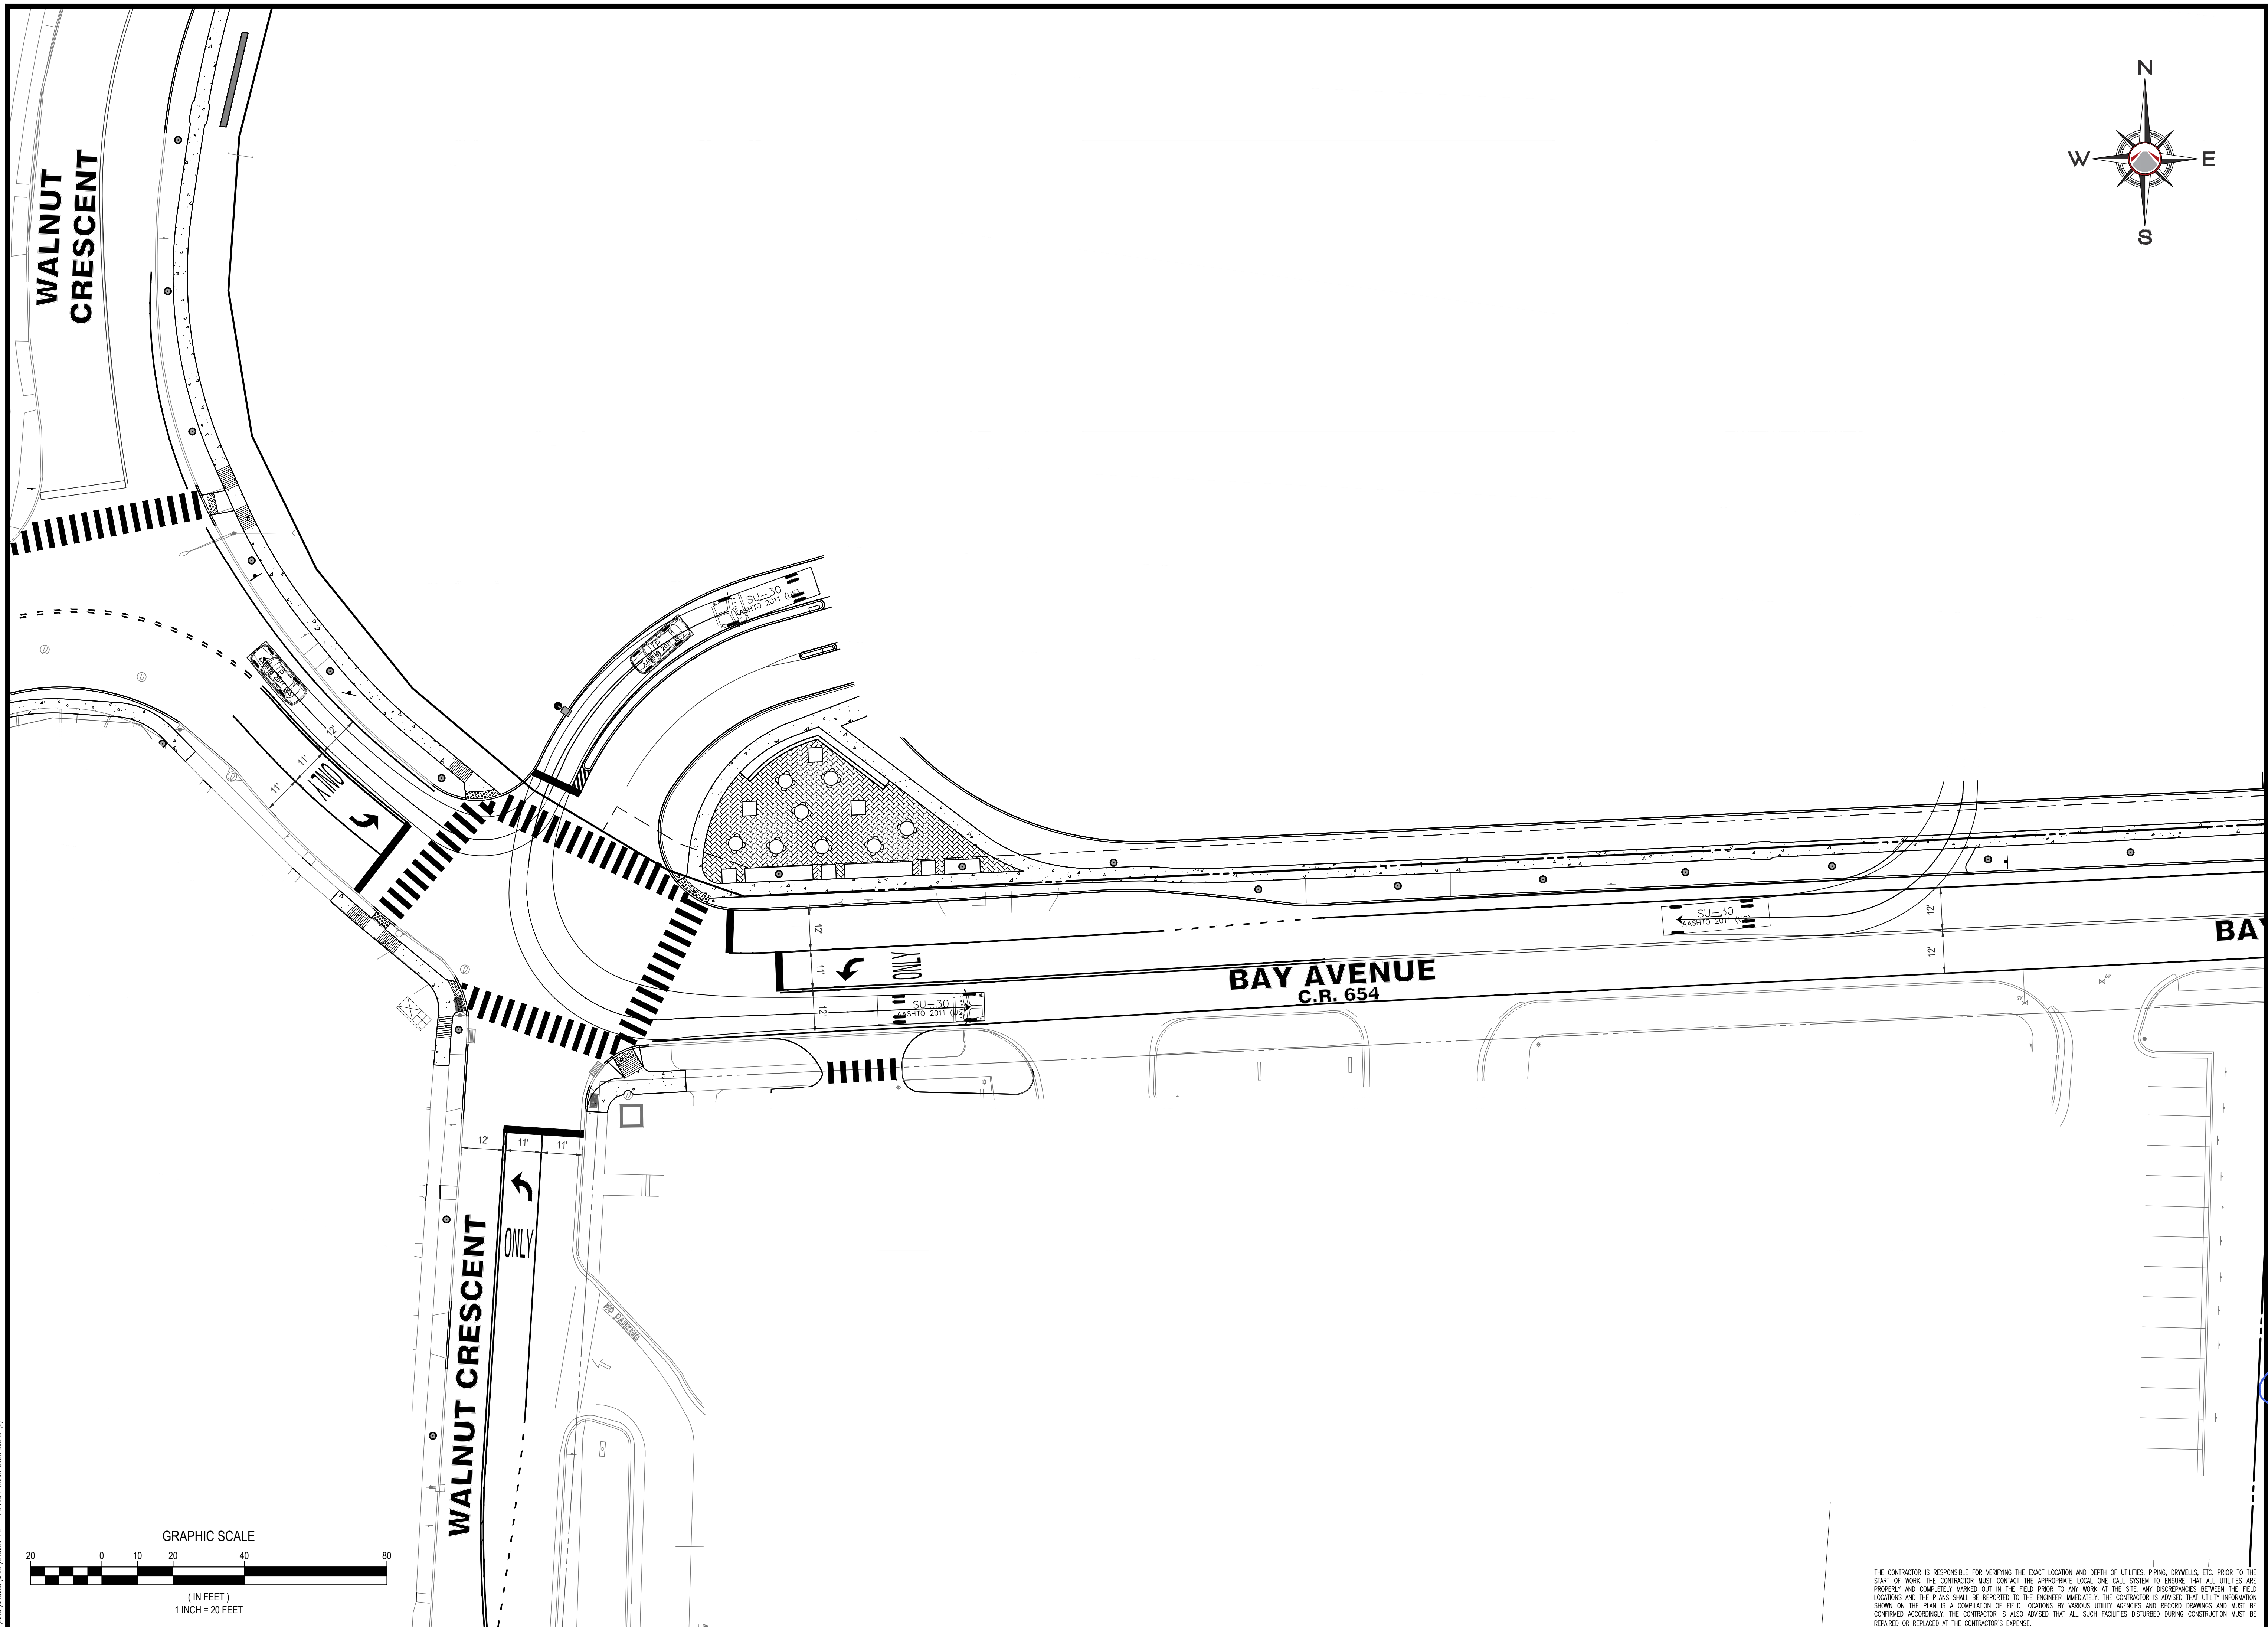 N
W E
S
WALNUT
CRESCENT
SU-30
AASHTO 2011 (US)
12'
11'
11'
ONLY
12'
11'
12'
ONLY
SU-30
AASHTO 2011 (US)
BAY AVENUE
C.R. 654
SU-30
AASHTO 2011 (US)
12'
12'
BAY
12'
11'
11'
ONLY
WALNUT CRESCENT
NO PARKING
GRAPHIC SCALE
20 0 10 20 40 80
( IN FEET )
1 INCH = 20 FEET
THE CONTRACTOR IS RESPONSIBLE FOR VERIFYING THE EXACT LOCATION AND DEPTH OF UTILITIES, PIPING, DRYWELLS, ETC. PRIOR TO THE
START OF WORK. THE CONTRACTOR MUST CONTACT THE APPROPRIATE LOCAL ONE CALL SYSTEM TO ENSURE THAT ALL UTILITIES ARE
PROPERLY AND COMPLETELY MARKED OUT IN THE FIELD PRIOR TO ANY WORK AT THE SITE. ANY DISCREPANCIES BETWEEN THE FIELD
LOCATIONS AND THE PLANS SHALL BE REPORTED TO THE ENGINEER IMMEDIATELY. THE CONTRACTOR IS ADVISED THAT UTILITY INFORMATION
SHOWN ON THE PLAN IS A COMPILATION OF FIELD LOCATIONS BY VARIOUS UTILITY AGENCIES AND RECORD DRAWINGS AND MUST BE
CONFIRMED ACCORDINGLY. THE CONTRACTOR IS ALSO ADVISED THAT ALL SUCH FACILITIES DISTURBED DURING CONSTRUCTION MUST BE
REPAIRED OR REPLACED AT THE CONTRACTOR'S EXPENSE.